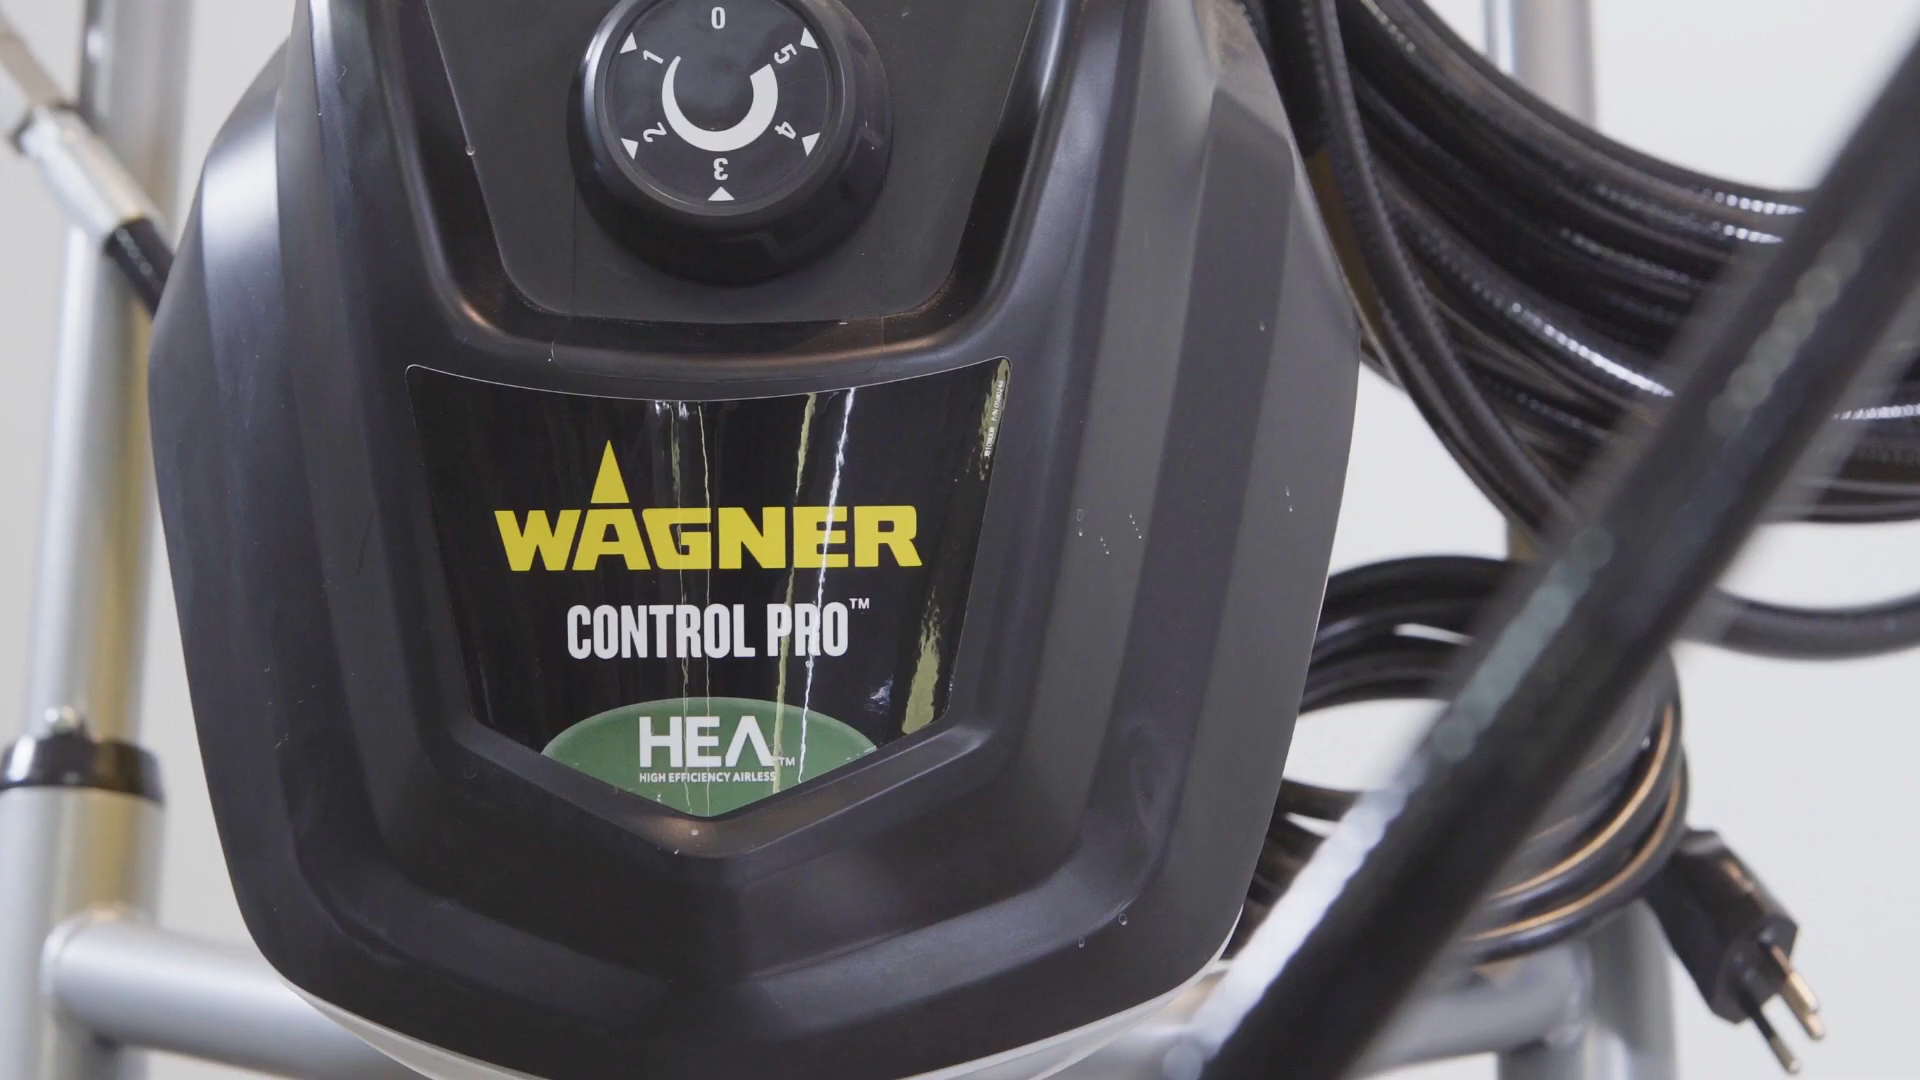 0
1
5
2
4
3
WAGNER
CONTROL PRO™
HEA™
HIGH EFFICIENCY AIRLESS